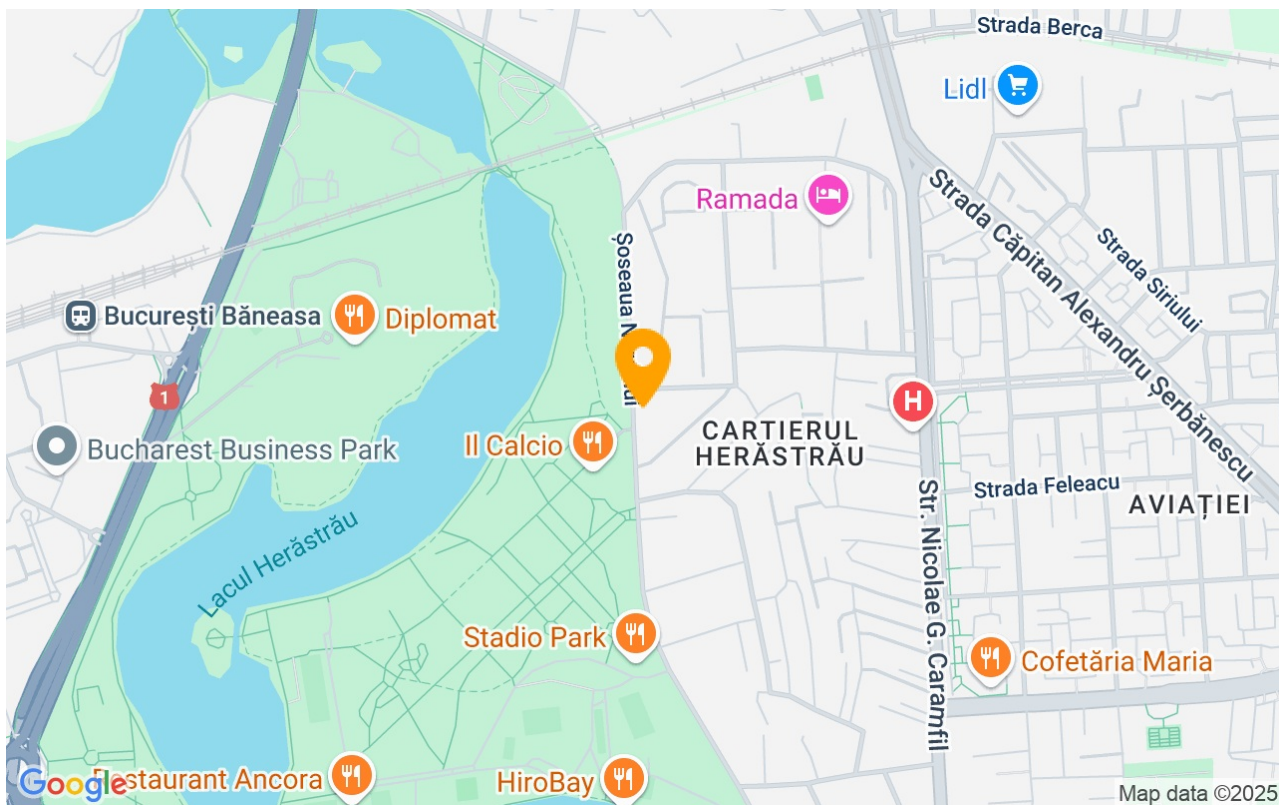 Strada Berca
Lidl
Ramada
Strada Căpitan Alexandru Șerbănescu
Strada Siriului
Șoseaua
București Băneasa
Diplomat
1
H
Il Calcio
CARTIERUL
HERĂSTRĂU
Bucharest Business Park
Strada Feleacu
AVIAȚIEI
Str. Nicolae G. Caramfil
Lacul Herăstrău
Stadio Park
Cofetăria Maria
Restaurant Ancora
HiroBay
Google
Map data ©2025